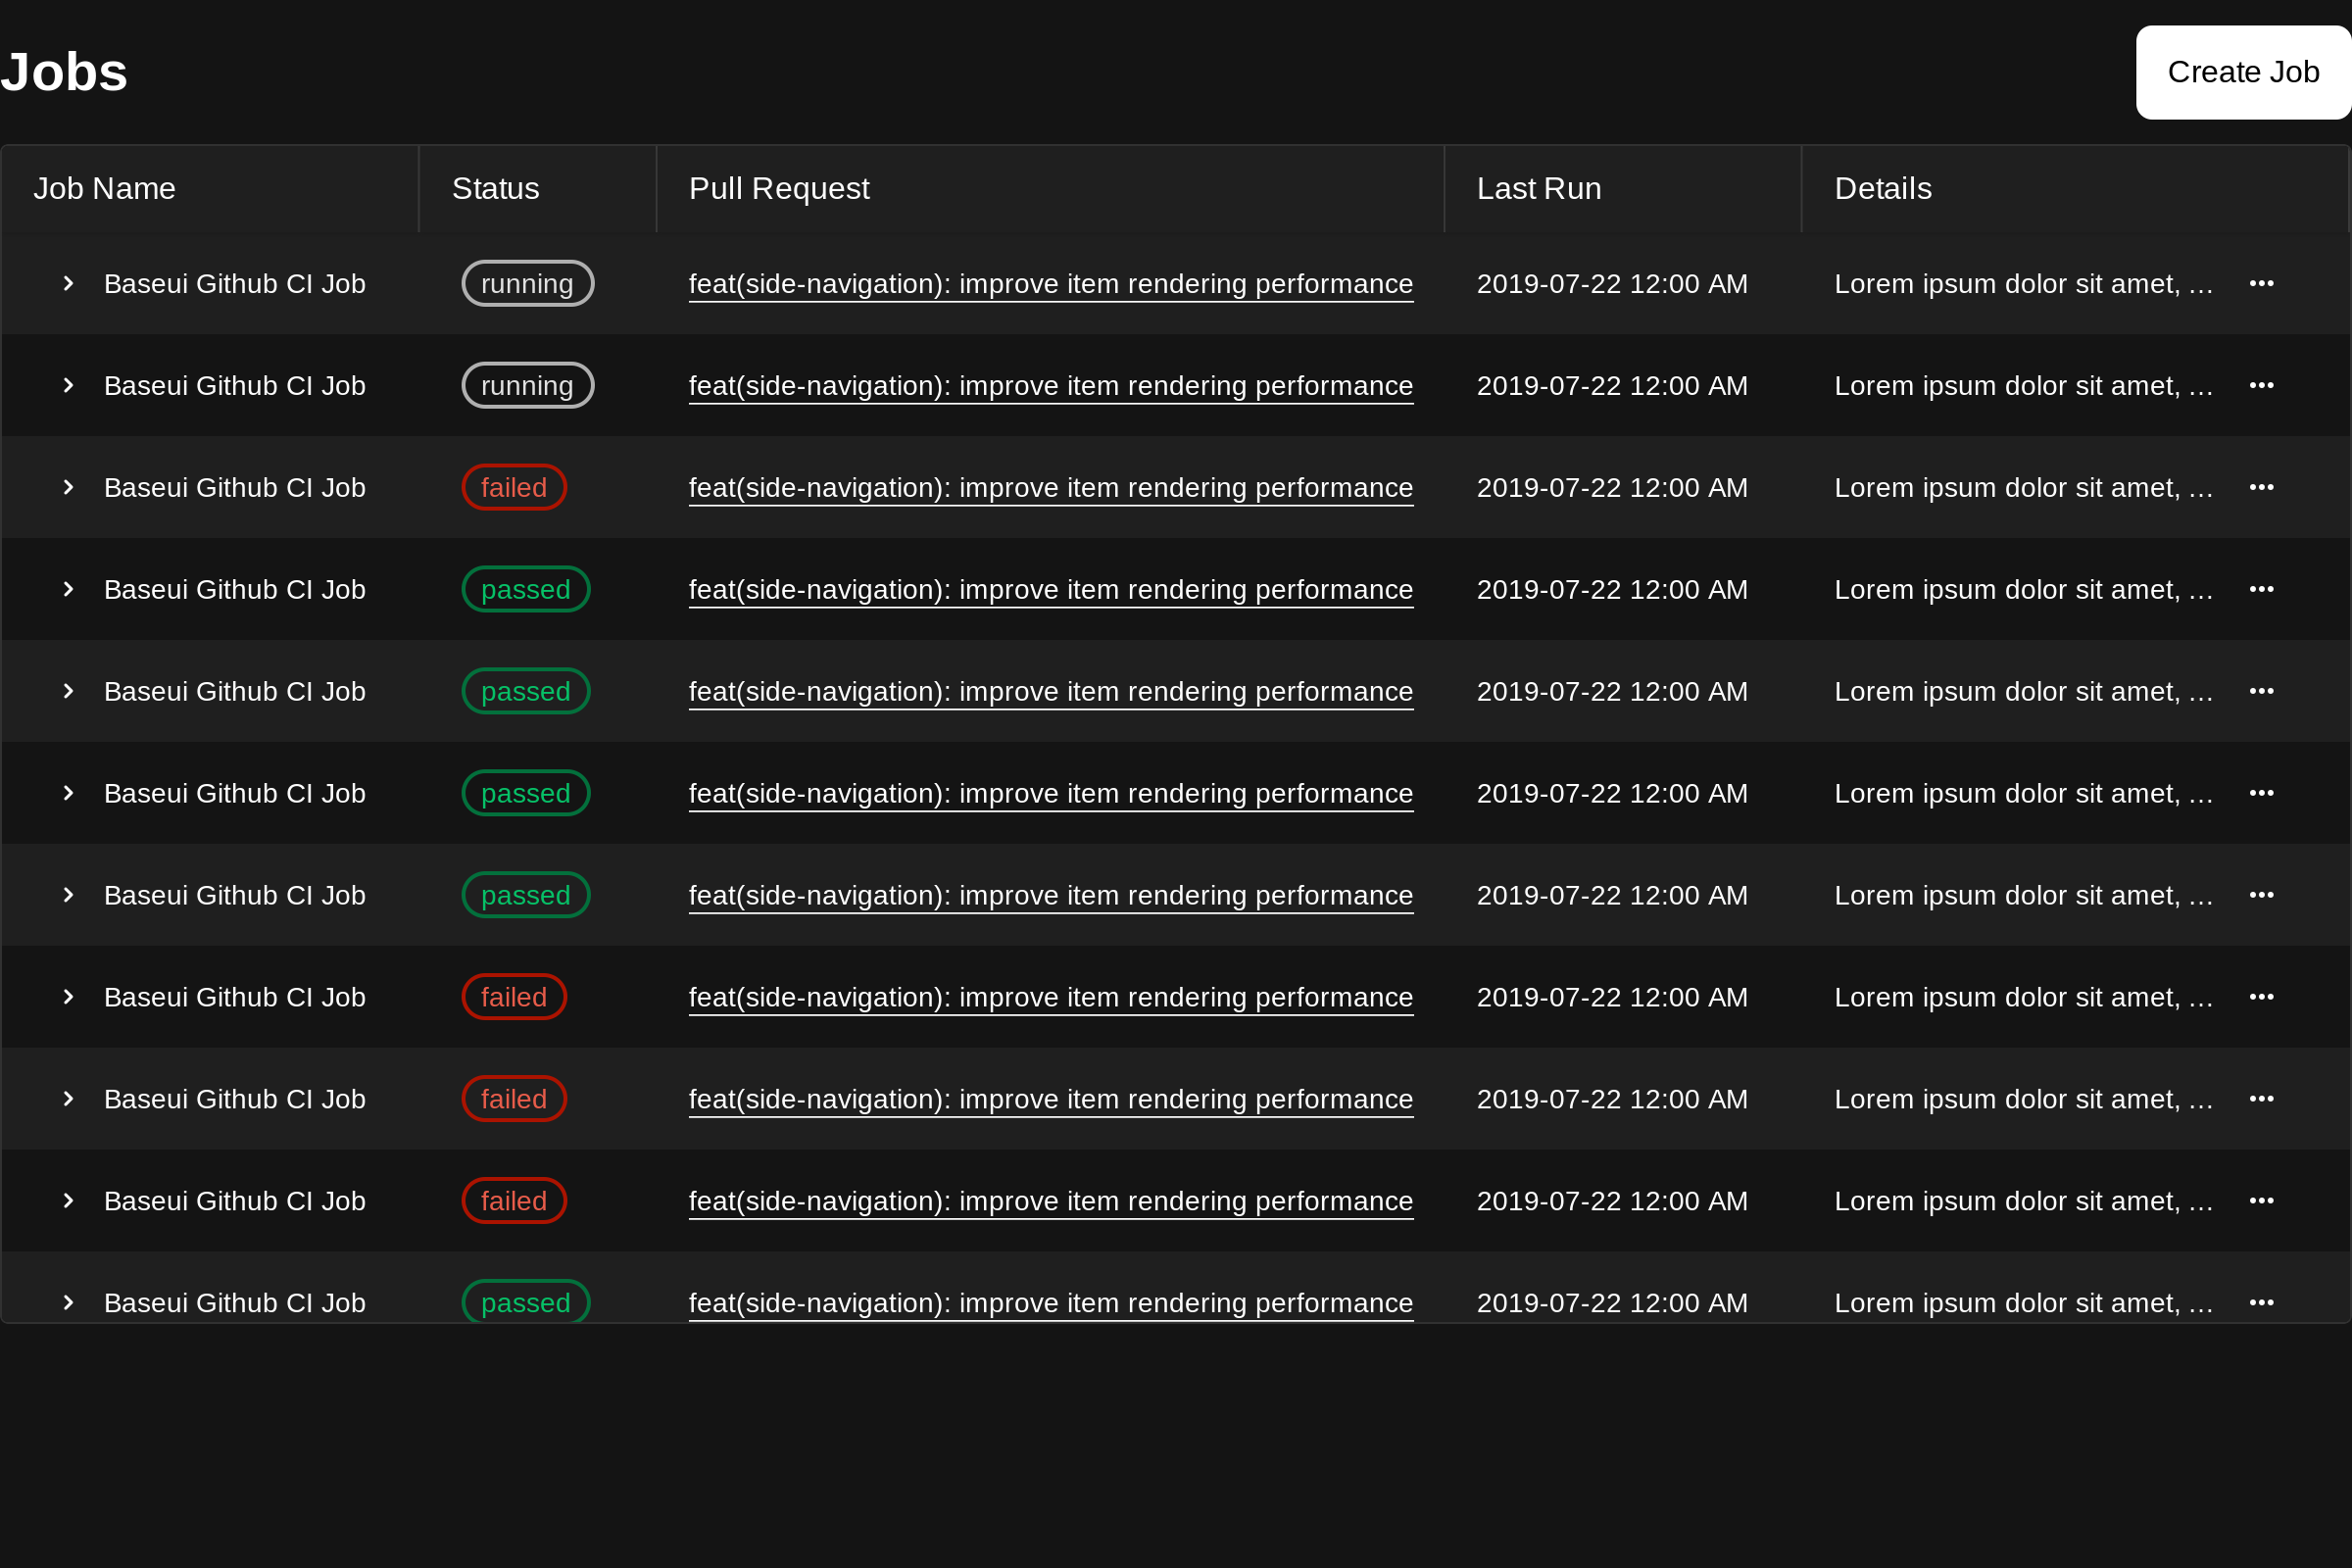 Jobs
Create Job
Job Name Status Pull Request Last Run Details
Baseui Github CI Job running feat(side-navigation): improve item rendering performance 2019-07-22 12:00 AM Lorem ipsum dolor sit amet, ...
Baseui Github CI Job running feat(side-navigation): improve item rendering performance 2019-07-22 12:00 AM Lorem ipsum dolor sit amet, ...
Baseui Github CI Job failed feat(side-navigation): improve item rendering performance 2019-07-22 12:00 AM Lorem ipsum dolor sit amet, ...
Baseui Github CI Job passed feat(side-navigation): improve item rendering performance 2019-07-22 12:00 AM Lorem ipsum dolor sit amet, ...
Baseui Github CI Job passed feat(side-navigation): improve item rendering performance 2019-07-22 12:00 AM Lorem ipsum dolor sit amet, ...
Baseui Github CI Job passed feat(side-navigation): improve item rendering performance 2019-07-22 12:00 AM Lorem ipsum dolor sit amet, ...
Baseui Github CI Job passed feat(side-navigation): improve item rendering performance 2019-07-22 12:00 AM Lorem ipsum dolor sit amet, ...
Baseui Github CI Job failed feat(side-navigation): improve item rendering performance 2019-07-22 12:00 AM Lorem ipsum dolor sit amet, ...
Baseui Github CI Job failed feat(side-navigation): improve item rendering performance 2019-07-22 12:00 AM Lorem ipsum dolor sit amet, ...
Baseui Github CI Job failed feat(side-navigation): improve item rendering performance 2019-07-22 12:00 AM Lorem ipsum dolor sit amet, ...
Baseui Github CI Job passed feat(side-navigation): improve item rendering performance 2019-07-22 12:00 AM Lorem ipsum dolor sit amet, ...